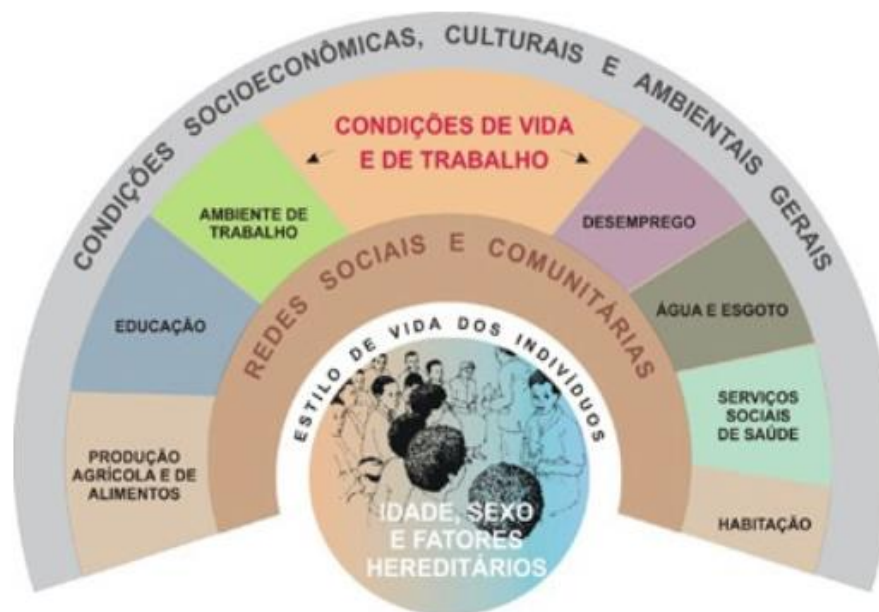 CONDIÇÕES SOCIOECONÔMICAS, CULTURAIS E AMBIENTAIS GERAIS
CONDIÇÕES DE VIDA
E DE TRABALHO
AMBIENTE DE
TRABALHO
DESEMPREGO
EDUCAÇÃO
ÁGUA E ESGOTO
PRODUÇÃO
AGRÍCOLA E DE
ALIMENTOS
SERVIÇOS
SOCIAIS
DE SAÚDE
HABITAÇÃO
REDES SOCIAIS E COMUNITÁRIAS
ESTILO DE VIDA DOS INDIVÍDUOS
IDADE, SEXO
E FATORES
HEREDITÁRIOS